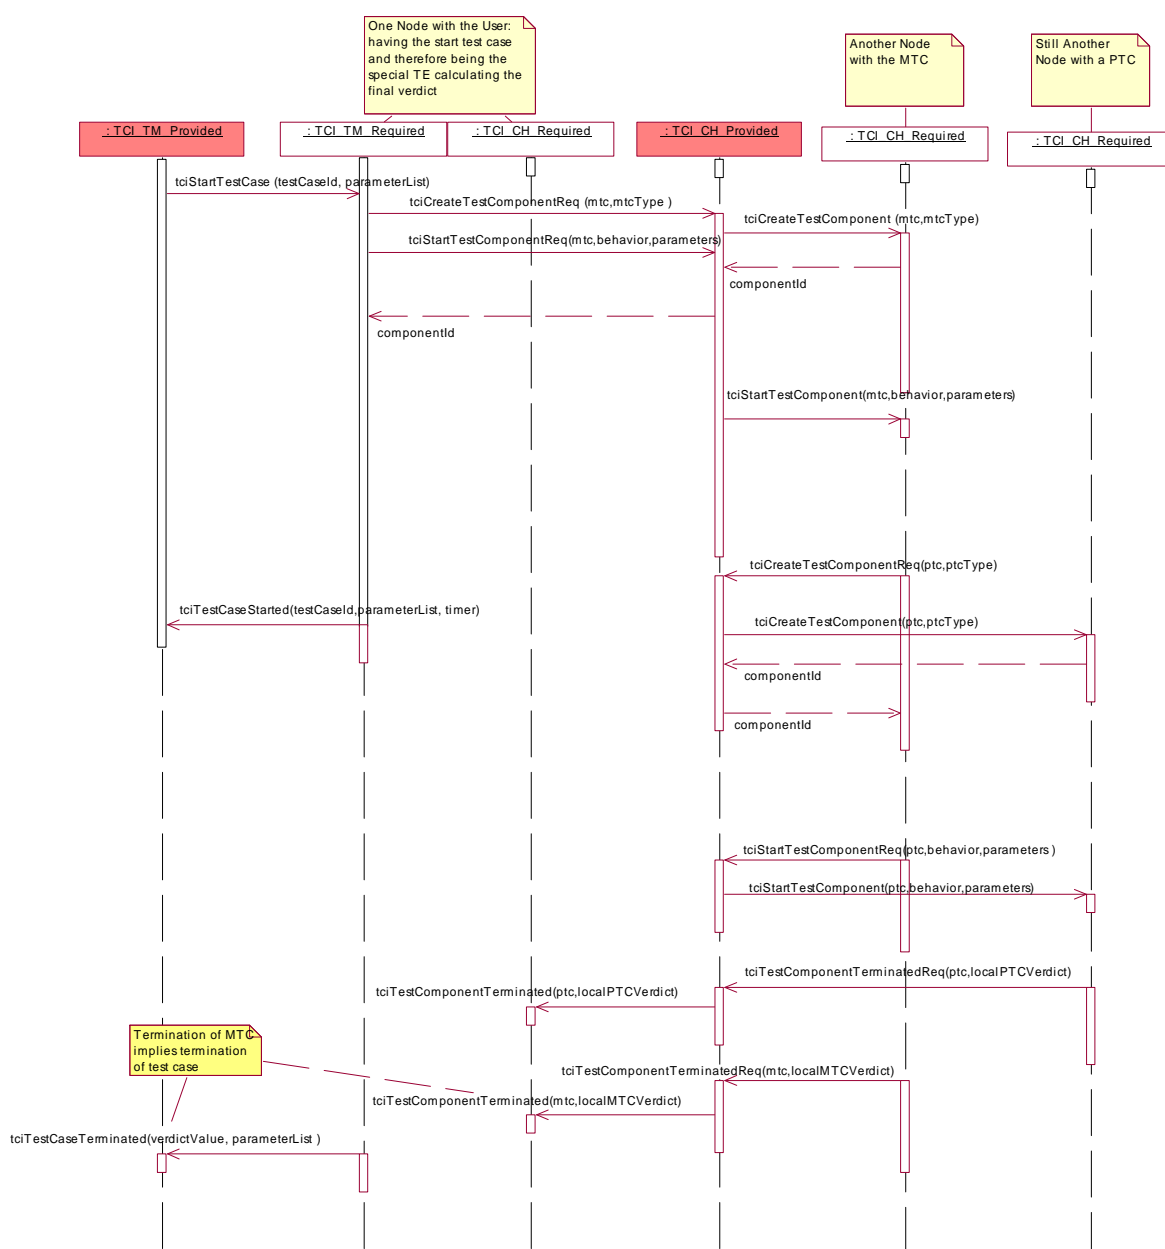 One Node with the User:
having the start test case
and therefore being the
special TE calculating the
final verdict
Another Node
with the MTC
Still Another
Node with a PTC
: TCI_TM_Provided
: TCI_TM_Required
: TCI_CH_Required
: TCI_CH_Provided
: TCI_CH_Required
: TCI_CH_Required
tciStartTestCase (testCaseId, parameterList)
tciCreateTestComponentReq (mtc,mtcType )
tciCreateTestComponent (mtc,mtcType)
tciStartTestComponentReq(mtc,behavior,parameters)
componentId
componentId
tciStartTestComponent(mtc,behavior,parameters)
tciCreateTestComponentReq(ptc,ptcType)
tciTestCaseStarted(testCaseId,parameterList, timer)
tciCreateTestComponent(ptc,ptcType)
componentId
componentId
tciStartTestComponentReq(ptc,behavior,parameters )
tciStartTestComponent(ptc,behavior,parameters)
tciTestComponentTerminatedReq(ptc,localPTCVerdict)
tciTestComponentTerminated(ptc,localPTCVerdict)
Termination of MTC
implies termination
of test case
tciTestComponentTerminatedReq(mtc,localMTCVerdict)
tciTestComponentTerminated(mtc,localMTCVerdict)
tciTestCaseTerminated(verdictValue, parameterList )